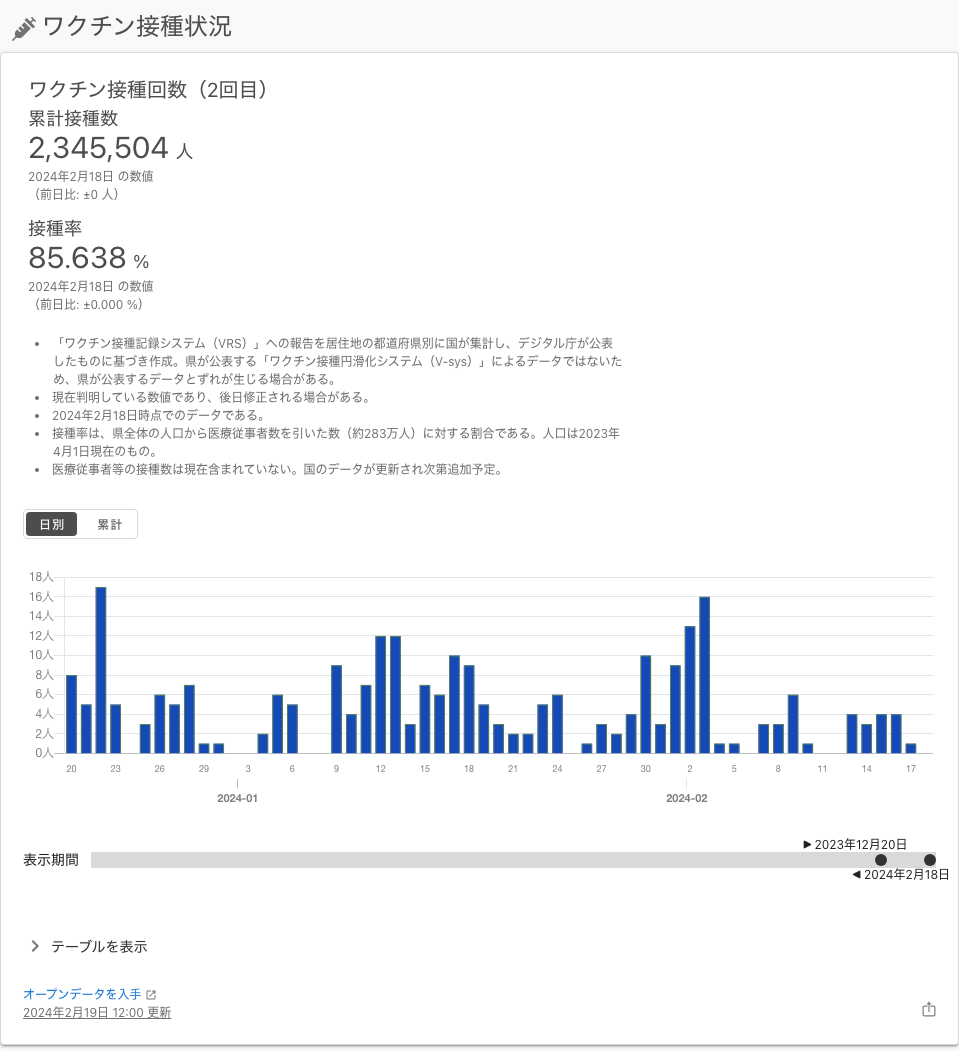 ワクチン接種状況
ワクチン接種回数（2回目）
累計接種数
2,345,504 人
2024年2月18日 の数値
（前日比: ±0 人）
接種率
85.638 %
2024年2月18日 の数値
（前日比: ±0.000 %）
• 「ワクチン接種記録システム（VRS）」への報告を居住地の都道府県別に国が集計し、デジタル庁が公表
したものに基づき作成。県が公表する「ワクチン接種円滑化システム（V-sys）」によるデータではないた
め、県が公表するデータとずれが生じる場合がある。
• 現在判明している数値であり、後日修正される場合がある。
• 2024年2月18日時点でのデータである。
• 接種率は、県全体の人口から医療従事者数を引いた数（約283万人）に対する割合である。人口は2023年
4月1日現在のもの。
• 医療従事者等の接種数は現在含まれていない。国のデータが更新され次第追加予定。
日別 累計
18人
16人
14人
12人
10人
8人
6人
4人
2人
0人
20 23 26 29 3 6 9 12 15 18 21 24 27 30 2 5 8 11 14 17
2024-01 2024-02
▶ 2023年12月20日
表示期間
◀ 2024年2月18日
テーブルを表示
オープンデータを入手
2024年2月19日 12:00 更新